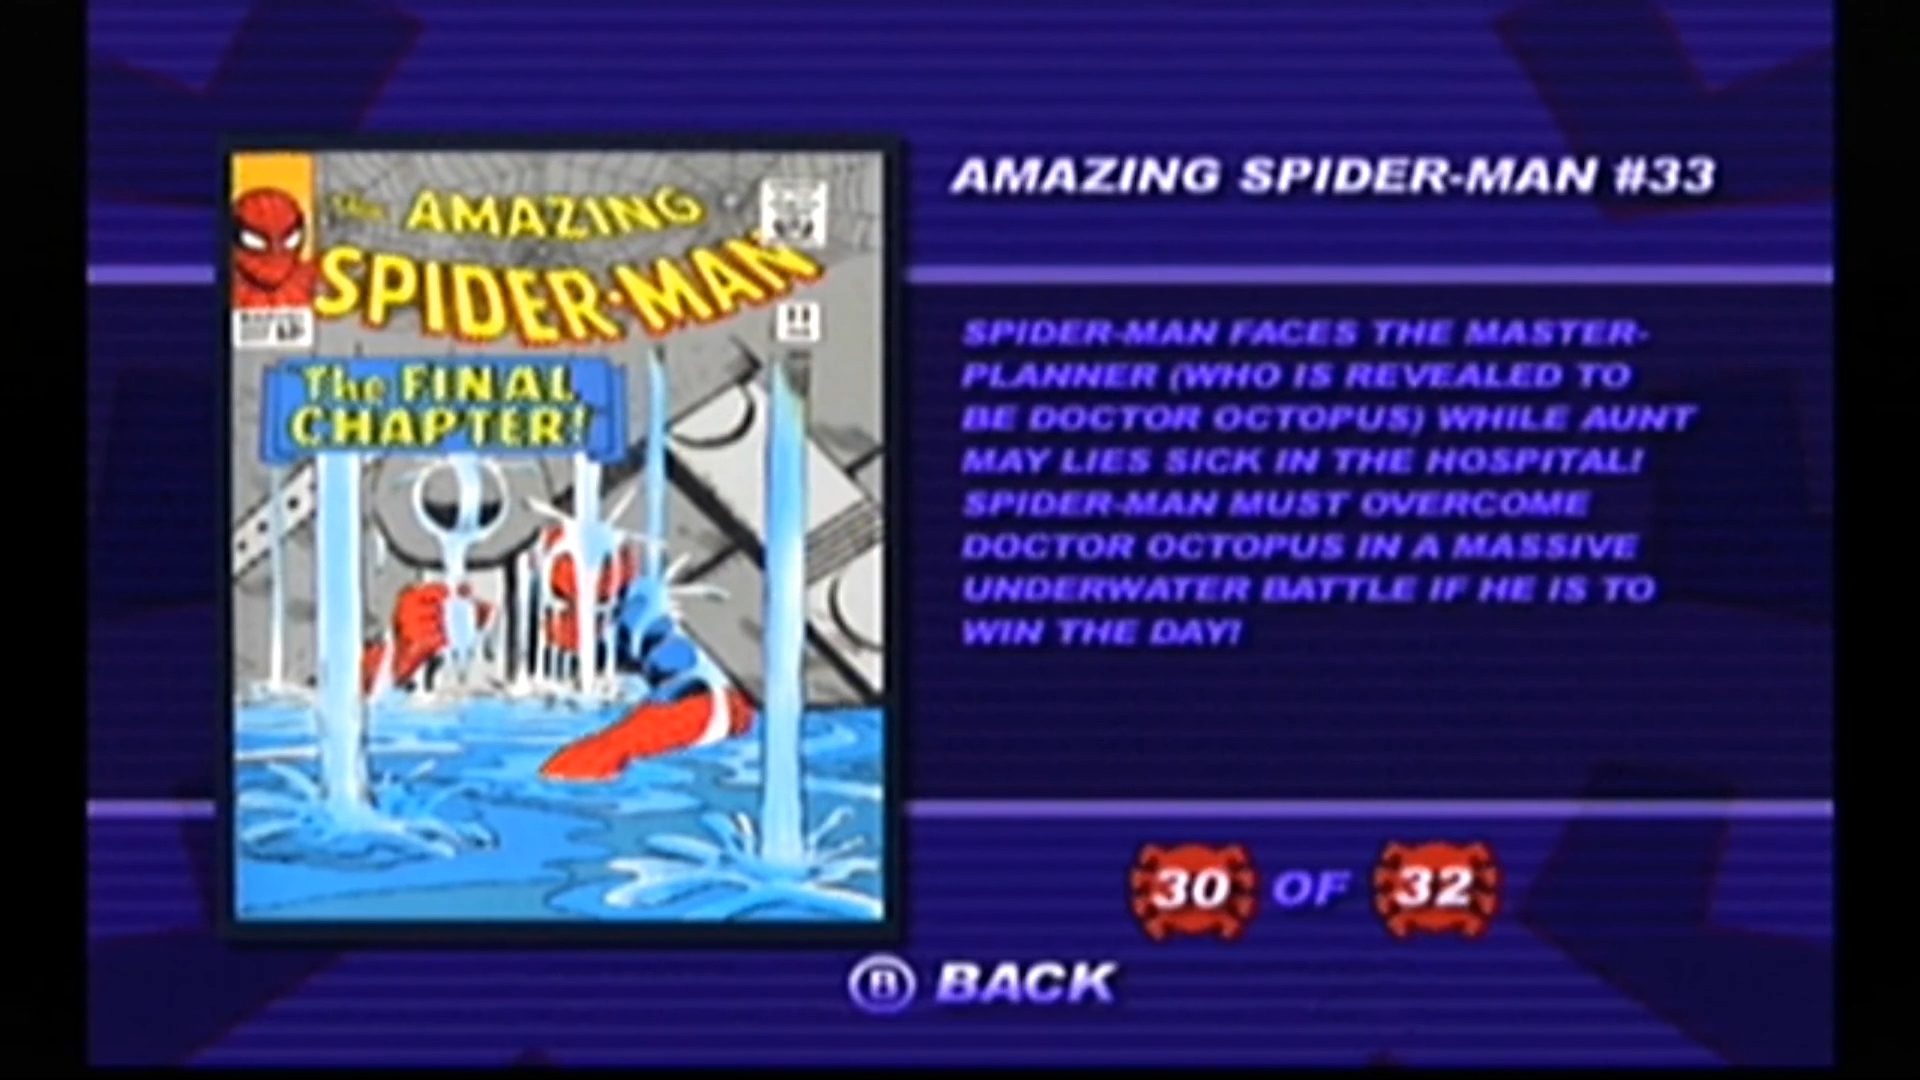 AMAZING SPIDER-MAN #33
The AMAZING
SPIDER-MAN
33
The FINAL
CHAPTER!
SPIDER-MAN FACES THE MASTER-
PLANNER (WHO IS REVEALED TO
BE DOCTOR OCTOPUS) WHILE AUNT
MAY LIES SICK IN THE HOSPITAL!
SPIDER-MAN MUST OVERCOME
DOCTOR OCTOPUS IN A MASSIVE
UNDERWATER BATTLE IF HE IS TO
WIN THE DAY!
30 OF 32
B BACK